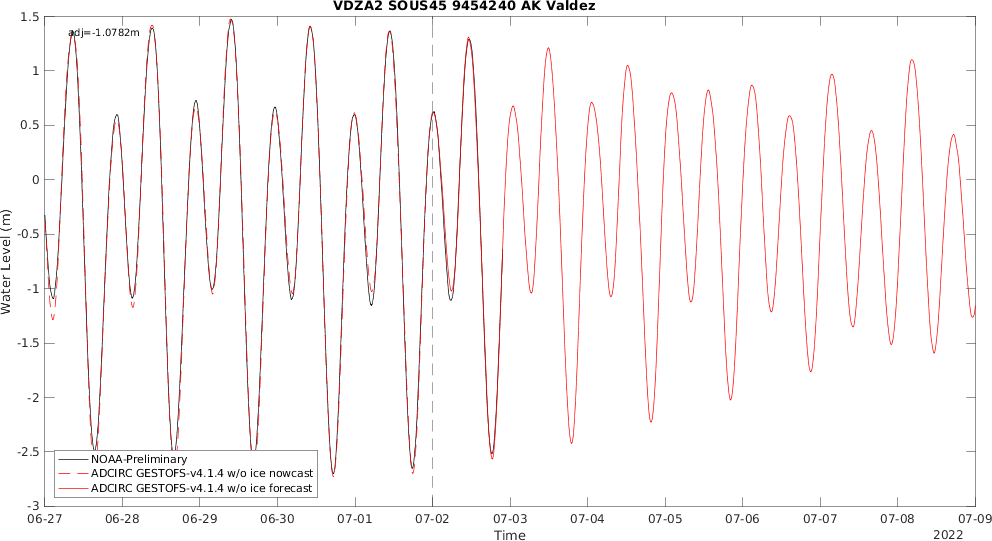 VDZA2 SOUS45 9454240 AK Valdez
adj=-1.0782m
1.5
1
0.5
0
-0.5
-1
-1.5
-2
-2.5
-3
Water Level (m)
NOAA-Preliminary
ADCIRC GESTOFS-v4.1.4 w/o ice nowcast
ADCIRC GESTOFS-v4.1.4 w/o ice forecast
06-27 06-28 06-29 06-30 07-01 07-02 07-03 07-04 07-05 07-06 07-07 07-08 07-09
Time
2022